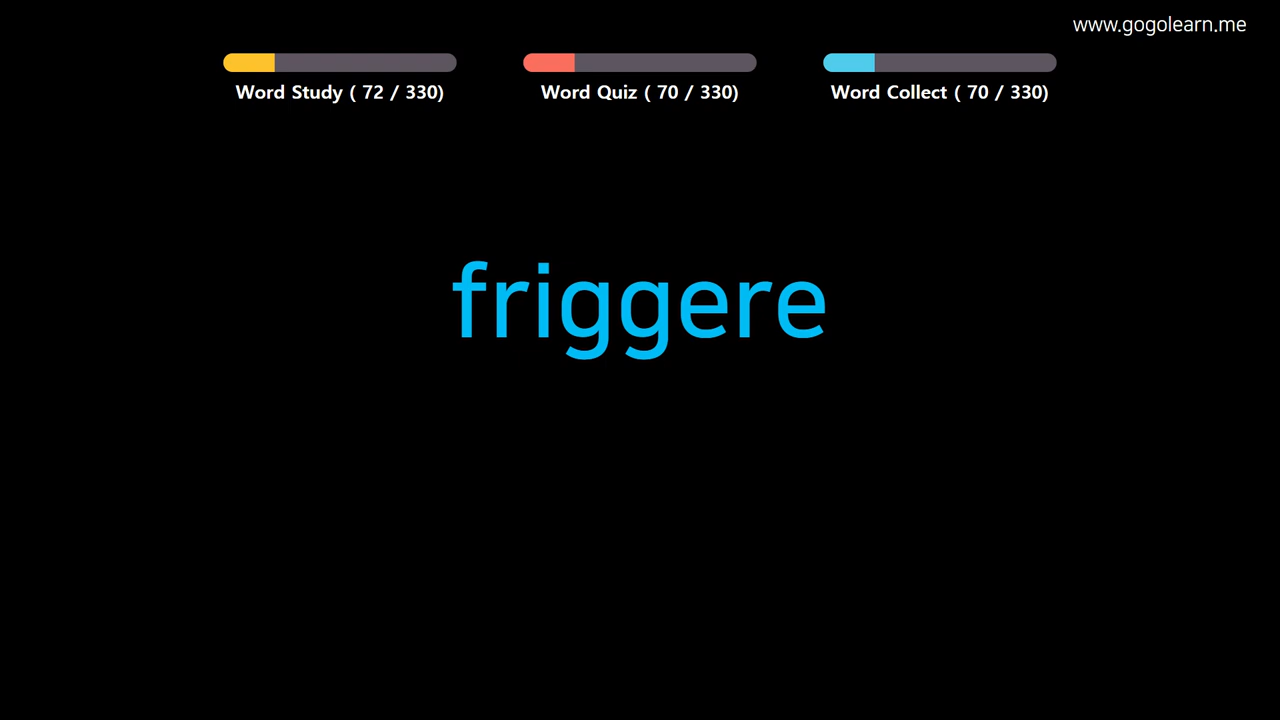 www.gogolearn.me
Word Study ( 72 / 330)
Word Quiz ( 70 / 330)
Word Collect ( 70 / 330)
friggere